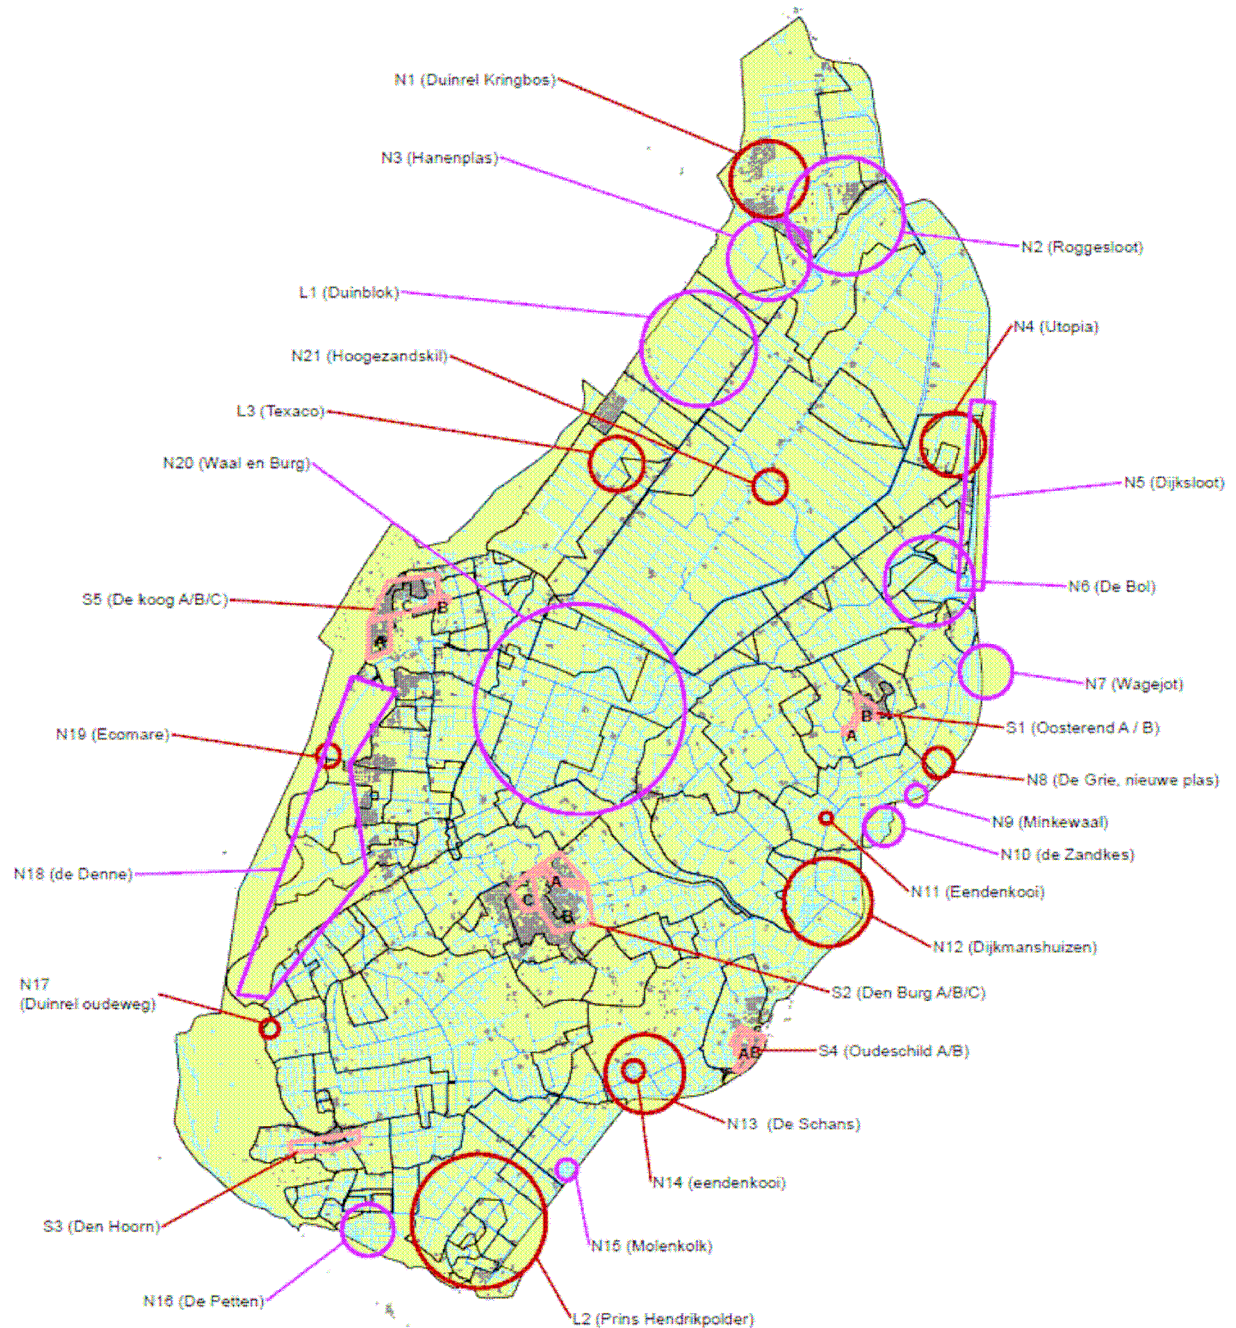 N1 (Duinrel Kringbos)
N3 (Hanenplas)
N2 (Roggesloot)
L1 (Duinblok)
N4 (Utopia)
N21 (Hoogezandskil)
L3 (Texaco)
N20 (Waal en Burg)
N5 (Dijksloot)
N6 (De Bol)
S5 (De koog A/B/C)
C
B
A
N7 (Wagejot)
B
A
S1 (Oosterend A / B)
N19 (Ecomare)
N8 (De Grie, nieuwe plas)
N9 (Minkewaal)
N10 (de Zandkes)
N18 (de Denne)
A
C
B
N11 (Eendenkooi)
N12 (Dijkmanshuizen)
N17
(Duinrel oudeweg)
S2 (Den Burg A/B/C)
AB
S4 (Oudeschild A/B)
N13 (De Schans)
N14 (eendenkooi)
S3 (Den Hoorn)
N15 (Molenkolk)
N16 (De Petten)
L2 (Prins Hendrikpolder)